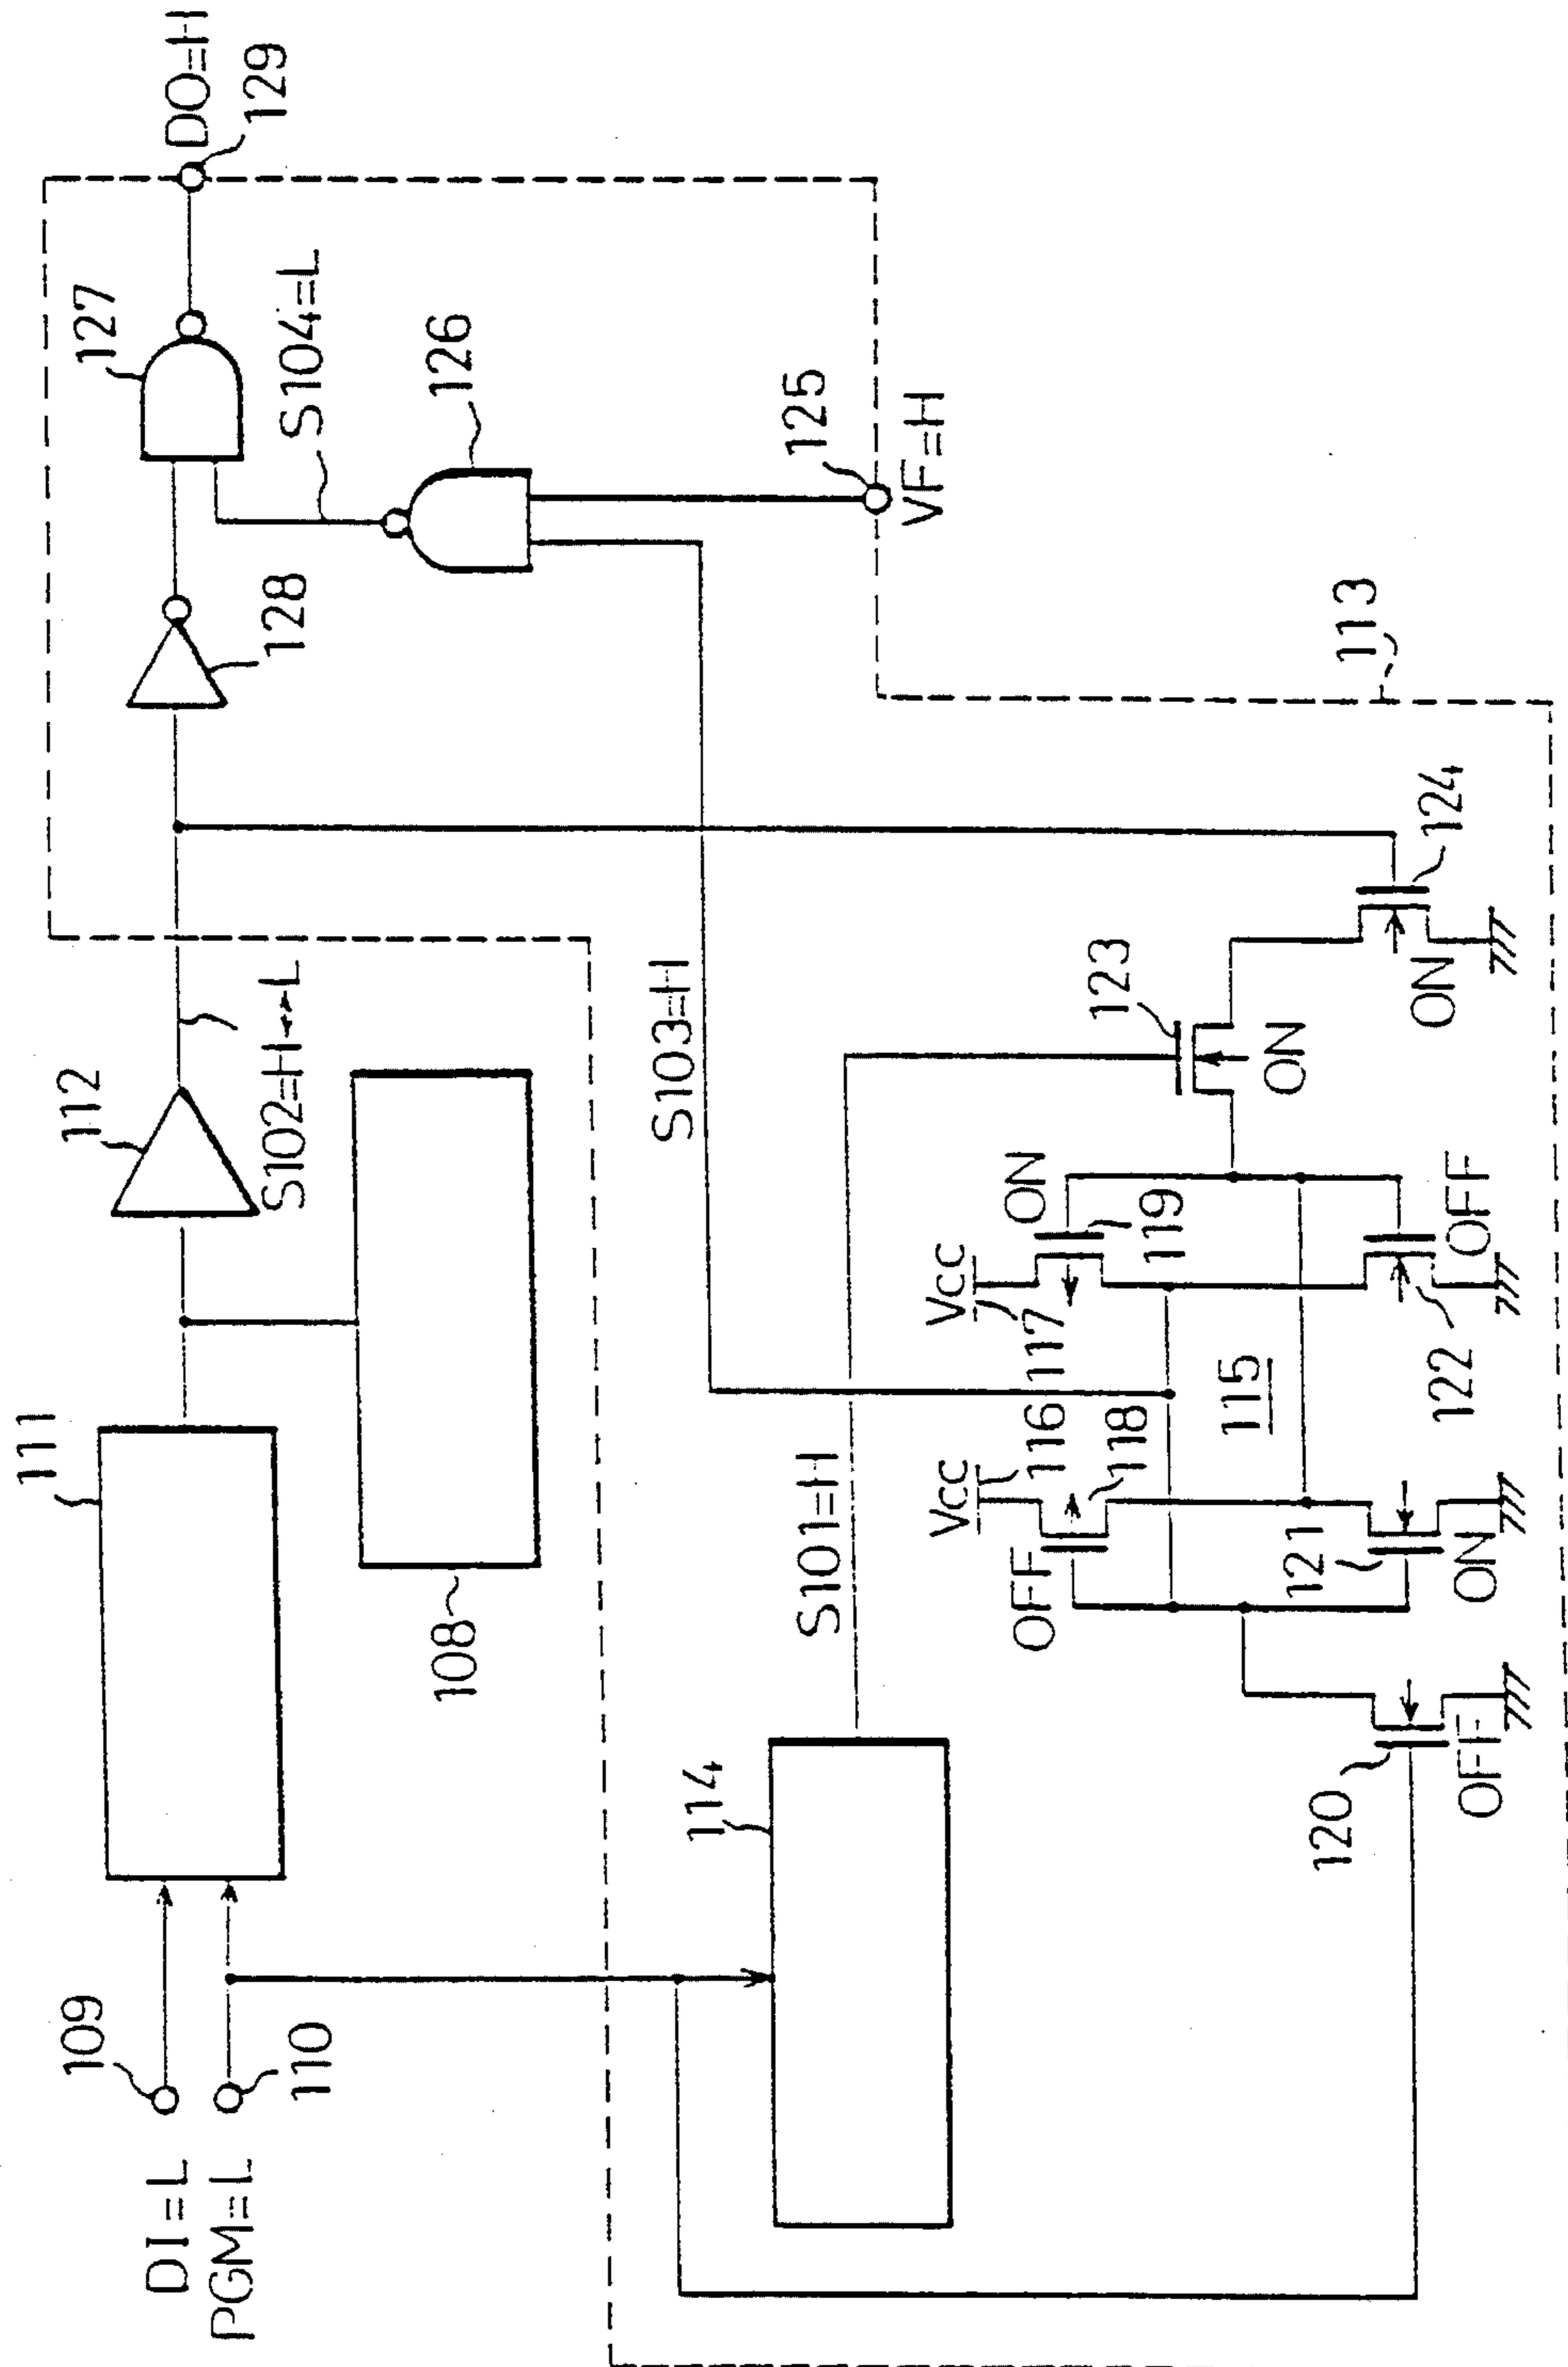 DI=L
PGM=L
109
110
111
108
112
S102=H↔L
128
127
S104=L
126
DO=H
129
125
VF=H
113
114
S101=H
S103=H
120
OFF
OFF
Vcc
116
118
121
ON
115
Vcc
117
119
ON
122
OFF
123
ON
124
ON